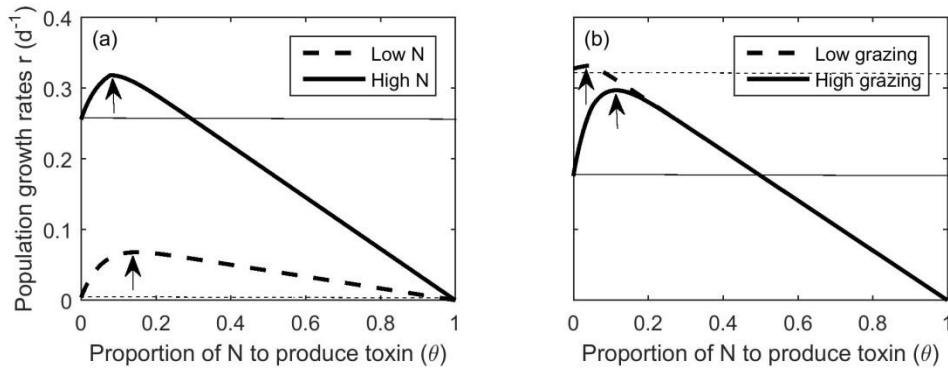 (a)
Low N
High N
Population growth rates r (d⁻¹)
0.4
0.3
0.2
0.1
0
0
0.2
0.4
0.6
0.8
1
Proportion of N to produce toxin (θ)
(b)
Low grazing
High grazing
0
0.2
0.4
0.6
0.8
1
Proportion of N to produce toxin (θ)